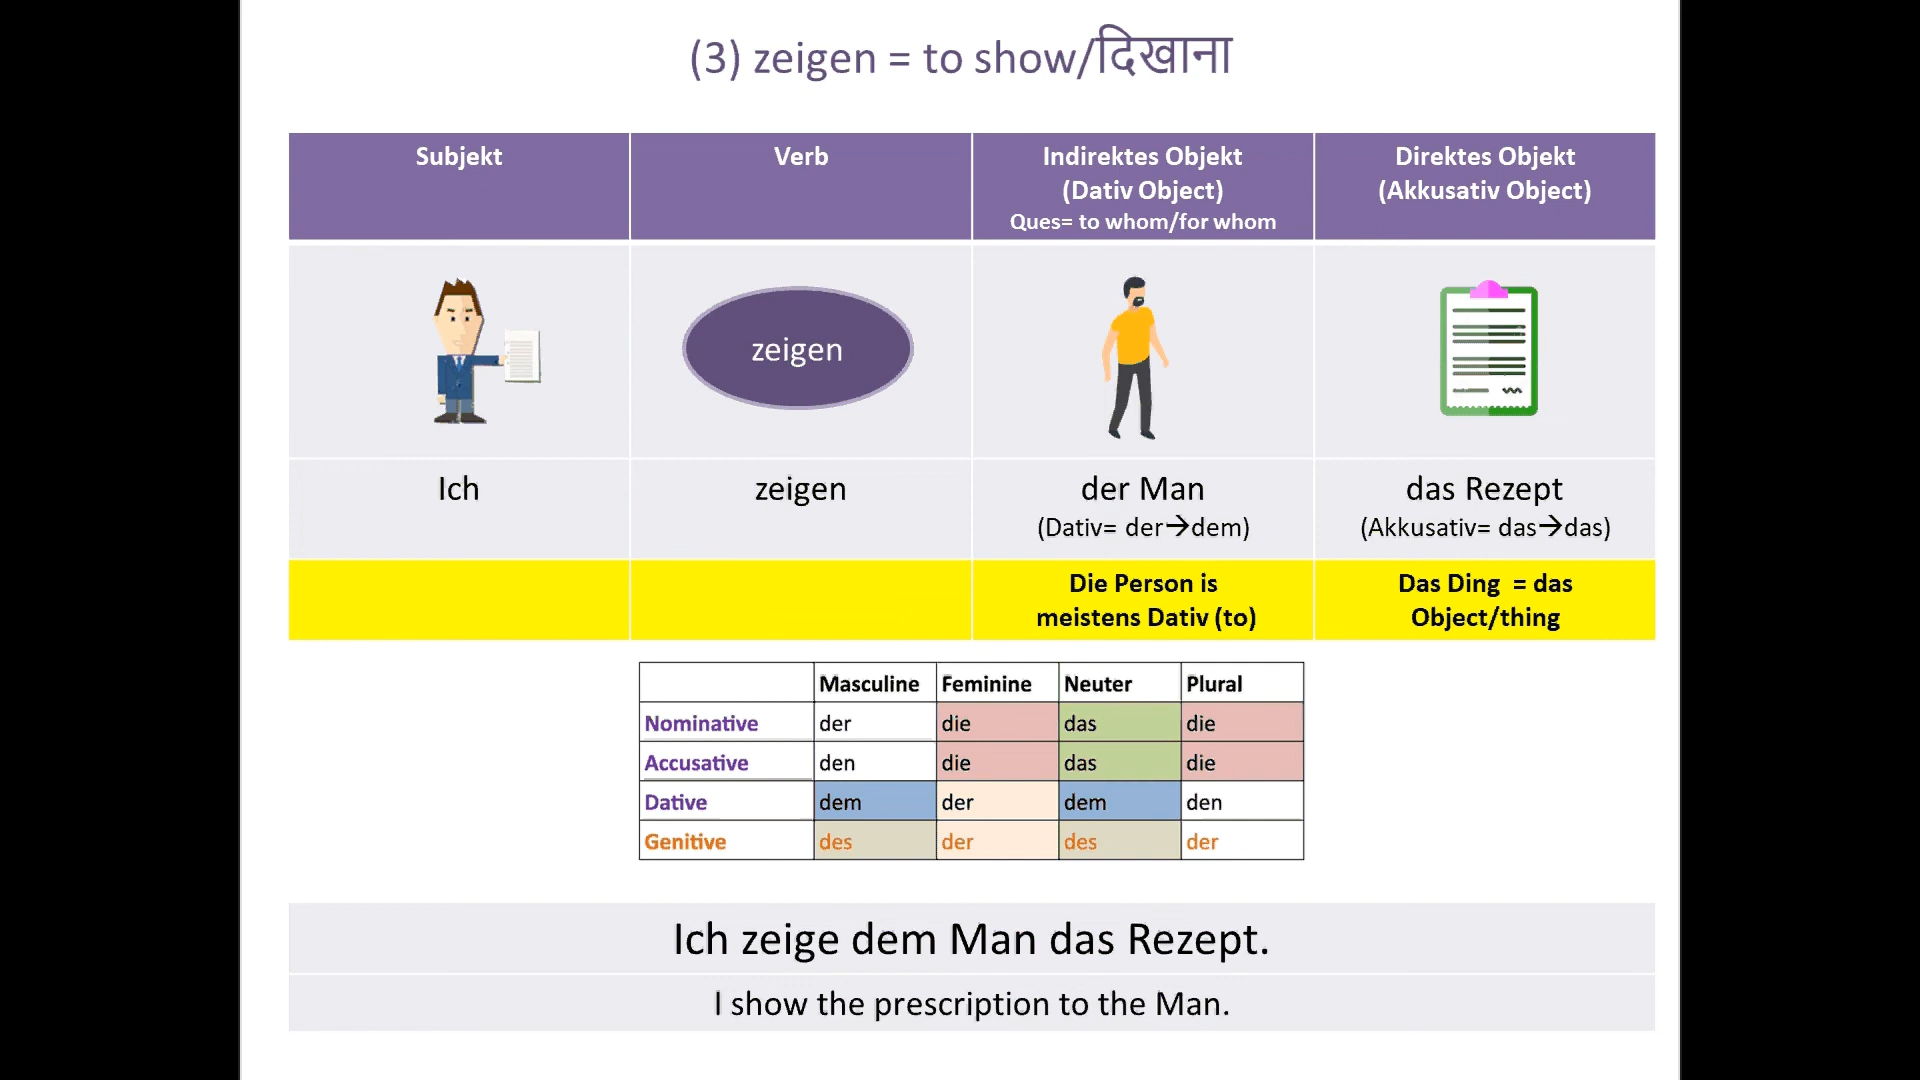 (3) zeigen = to show/दिखाना
Subjekt
Verb
Indirektes Objekt
(Dativ Object)
Ques= to whom/for whom
Direktes Objekt
(Akkusativ Object)
zeigen
Ich
zeigen
der Man
(Dativ= der→dem)
das Rezept
(Akkusativ= das→das)
Die Person is
meistens Dativ (to)
Das Ding = das
Object/thing
Masculine Feminine Neuter Plural
Nominative der die das die
Accusative den die das die
Dative dem der dem den
Genitive des der des der
Ich zeige dem Man das Rezept.
I show the prescription to the Man.